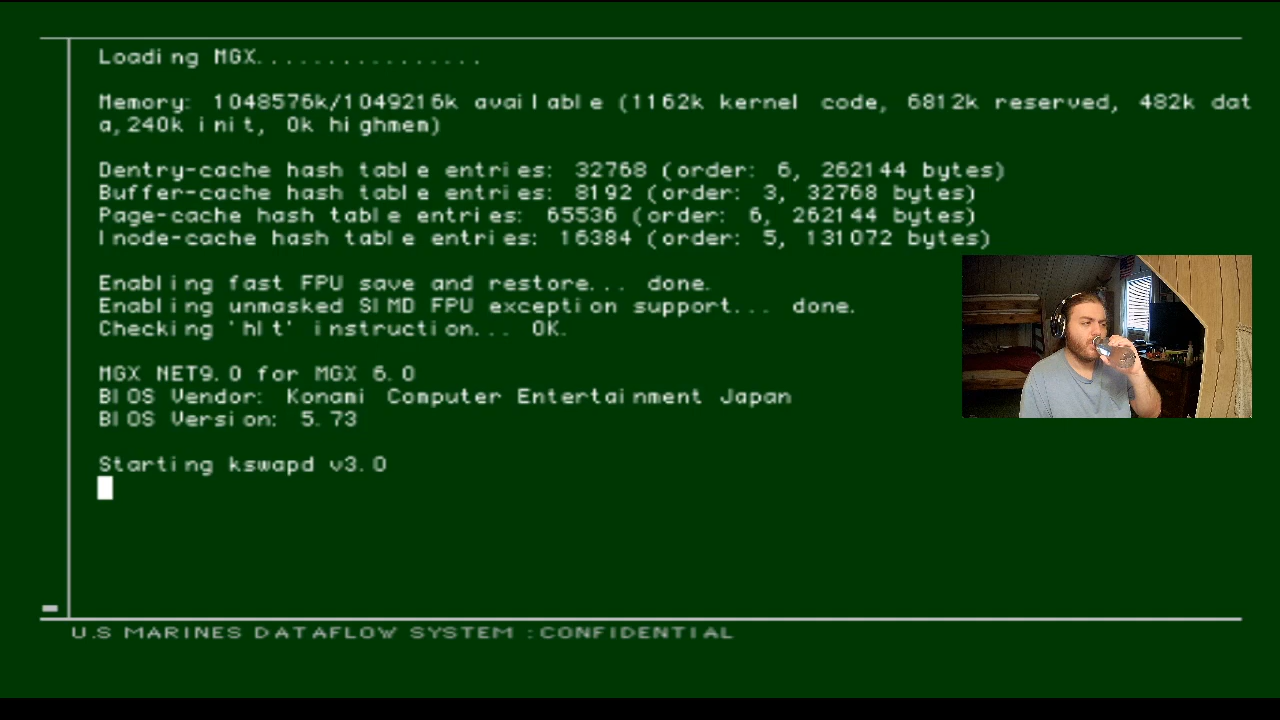 Loading MGX................
Memory: 1048576k/1049216k available (1162k kernel code, 6812k reserved, 482k dat
a,240k init, 0k highmem)
Dentry-cache hash table entries: 32768 (order: 6, 262144 bytes)
Buffer-cache hash table entries: 8192 (order: 3, 32768 bytes)
Page-cache hash table entries: 65536 (order: 6, 262144 bytes)
Inode-cache hash table entries: 16384 (order: 5, 131072 bytes)
Enabling fast FPU save and restore... done.
Enabling unmasked SIMD FPU exception support... done.
Checking 'hlt' instruction... OK.
MGX NET9.0 for MGX 6.0
BIOS Vendor: Konami Computer Entertainment Japan
BIOS Version: 5.73
Starting kswapd v3.0
U.S MARINES DATAFLOW SYSTEM :CONFIDENTIAL